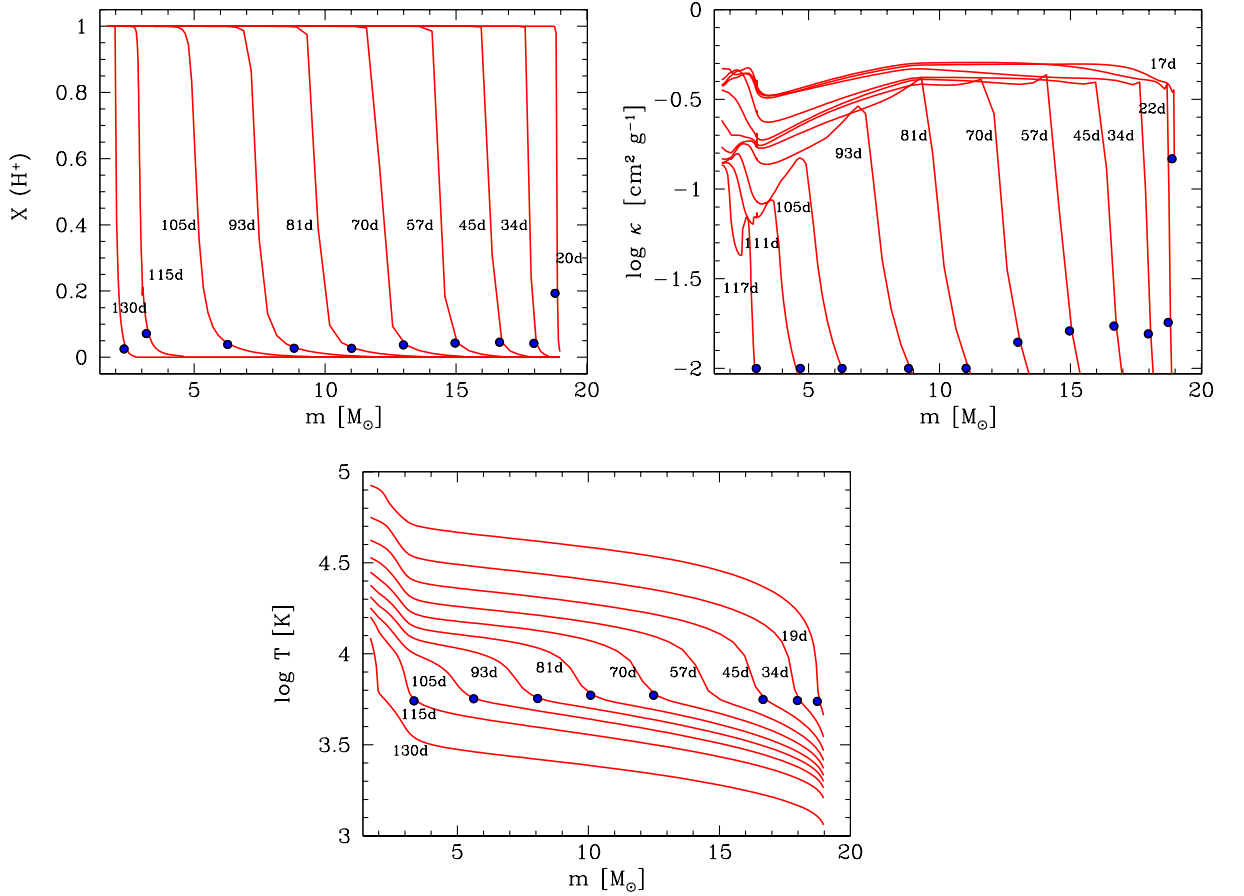 1
0.8
0.6
0.4
0.2
0
X (H⁺)
130d
115d
105d
93d
81d
70d
57d
45d
34d
20d
5
10
15
20
m [M☉]
0
−0.5
−1
−1.5
−2
log κ [cm² g⁻¹]
17d
22d
34d
45d
57d
70d
81d
93d
105d
111d
117d
5
10
15
20
m [M☉]
5
4.5
4
3.5
3
log T [K]
19d
34d
45d
57d
70d
81d
93d
105d
115d
130d
5
10
15
20
m [M☉]